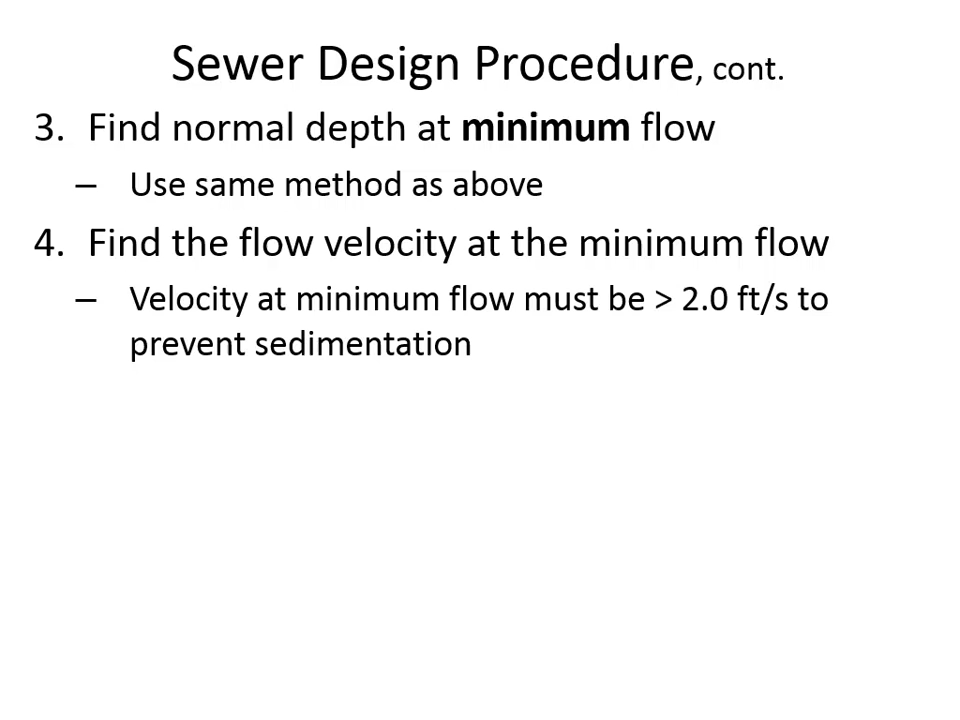 Sewer Design Procedure, cont.
3. Find normal depth at minimum flow
– Use same method as above
4. Find the flow velocity at the minimum flow
– Velocity at minimum flow must be > 2.0 ft/s to
prevent sedimentation